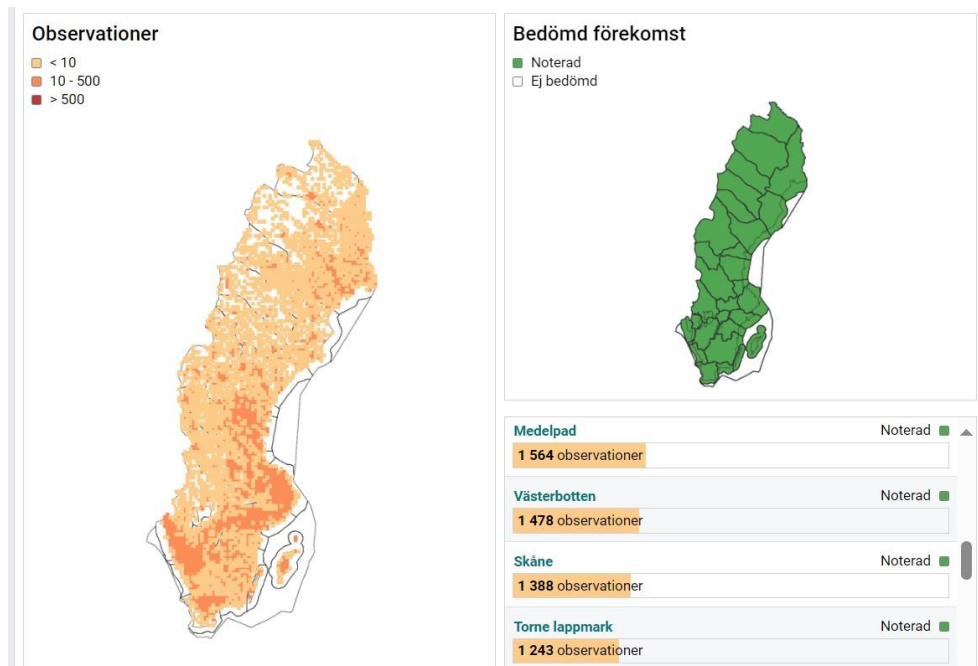 Observationer
< 10
10 - 500
> 500
Bedömd förekomst
Noterad
Ej bedömd
Medelpad Noterad
1 564 observationer
Västerbotten Noterad
1 478 observationer
Skåne Noterad
1 388 observationer
Torne lappmark Noterad
1 243 observationer